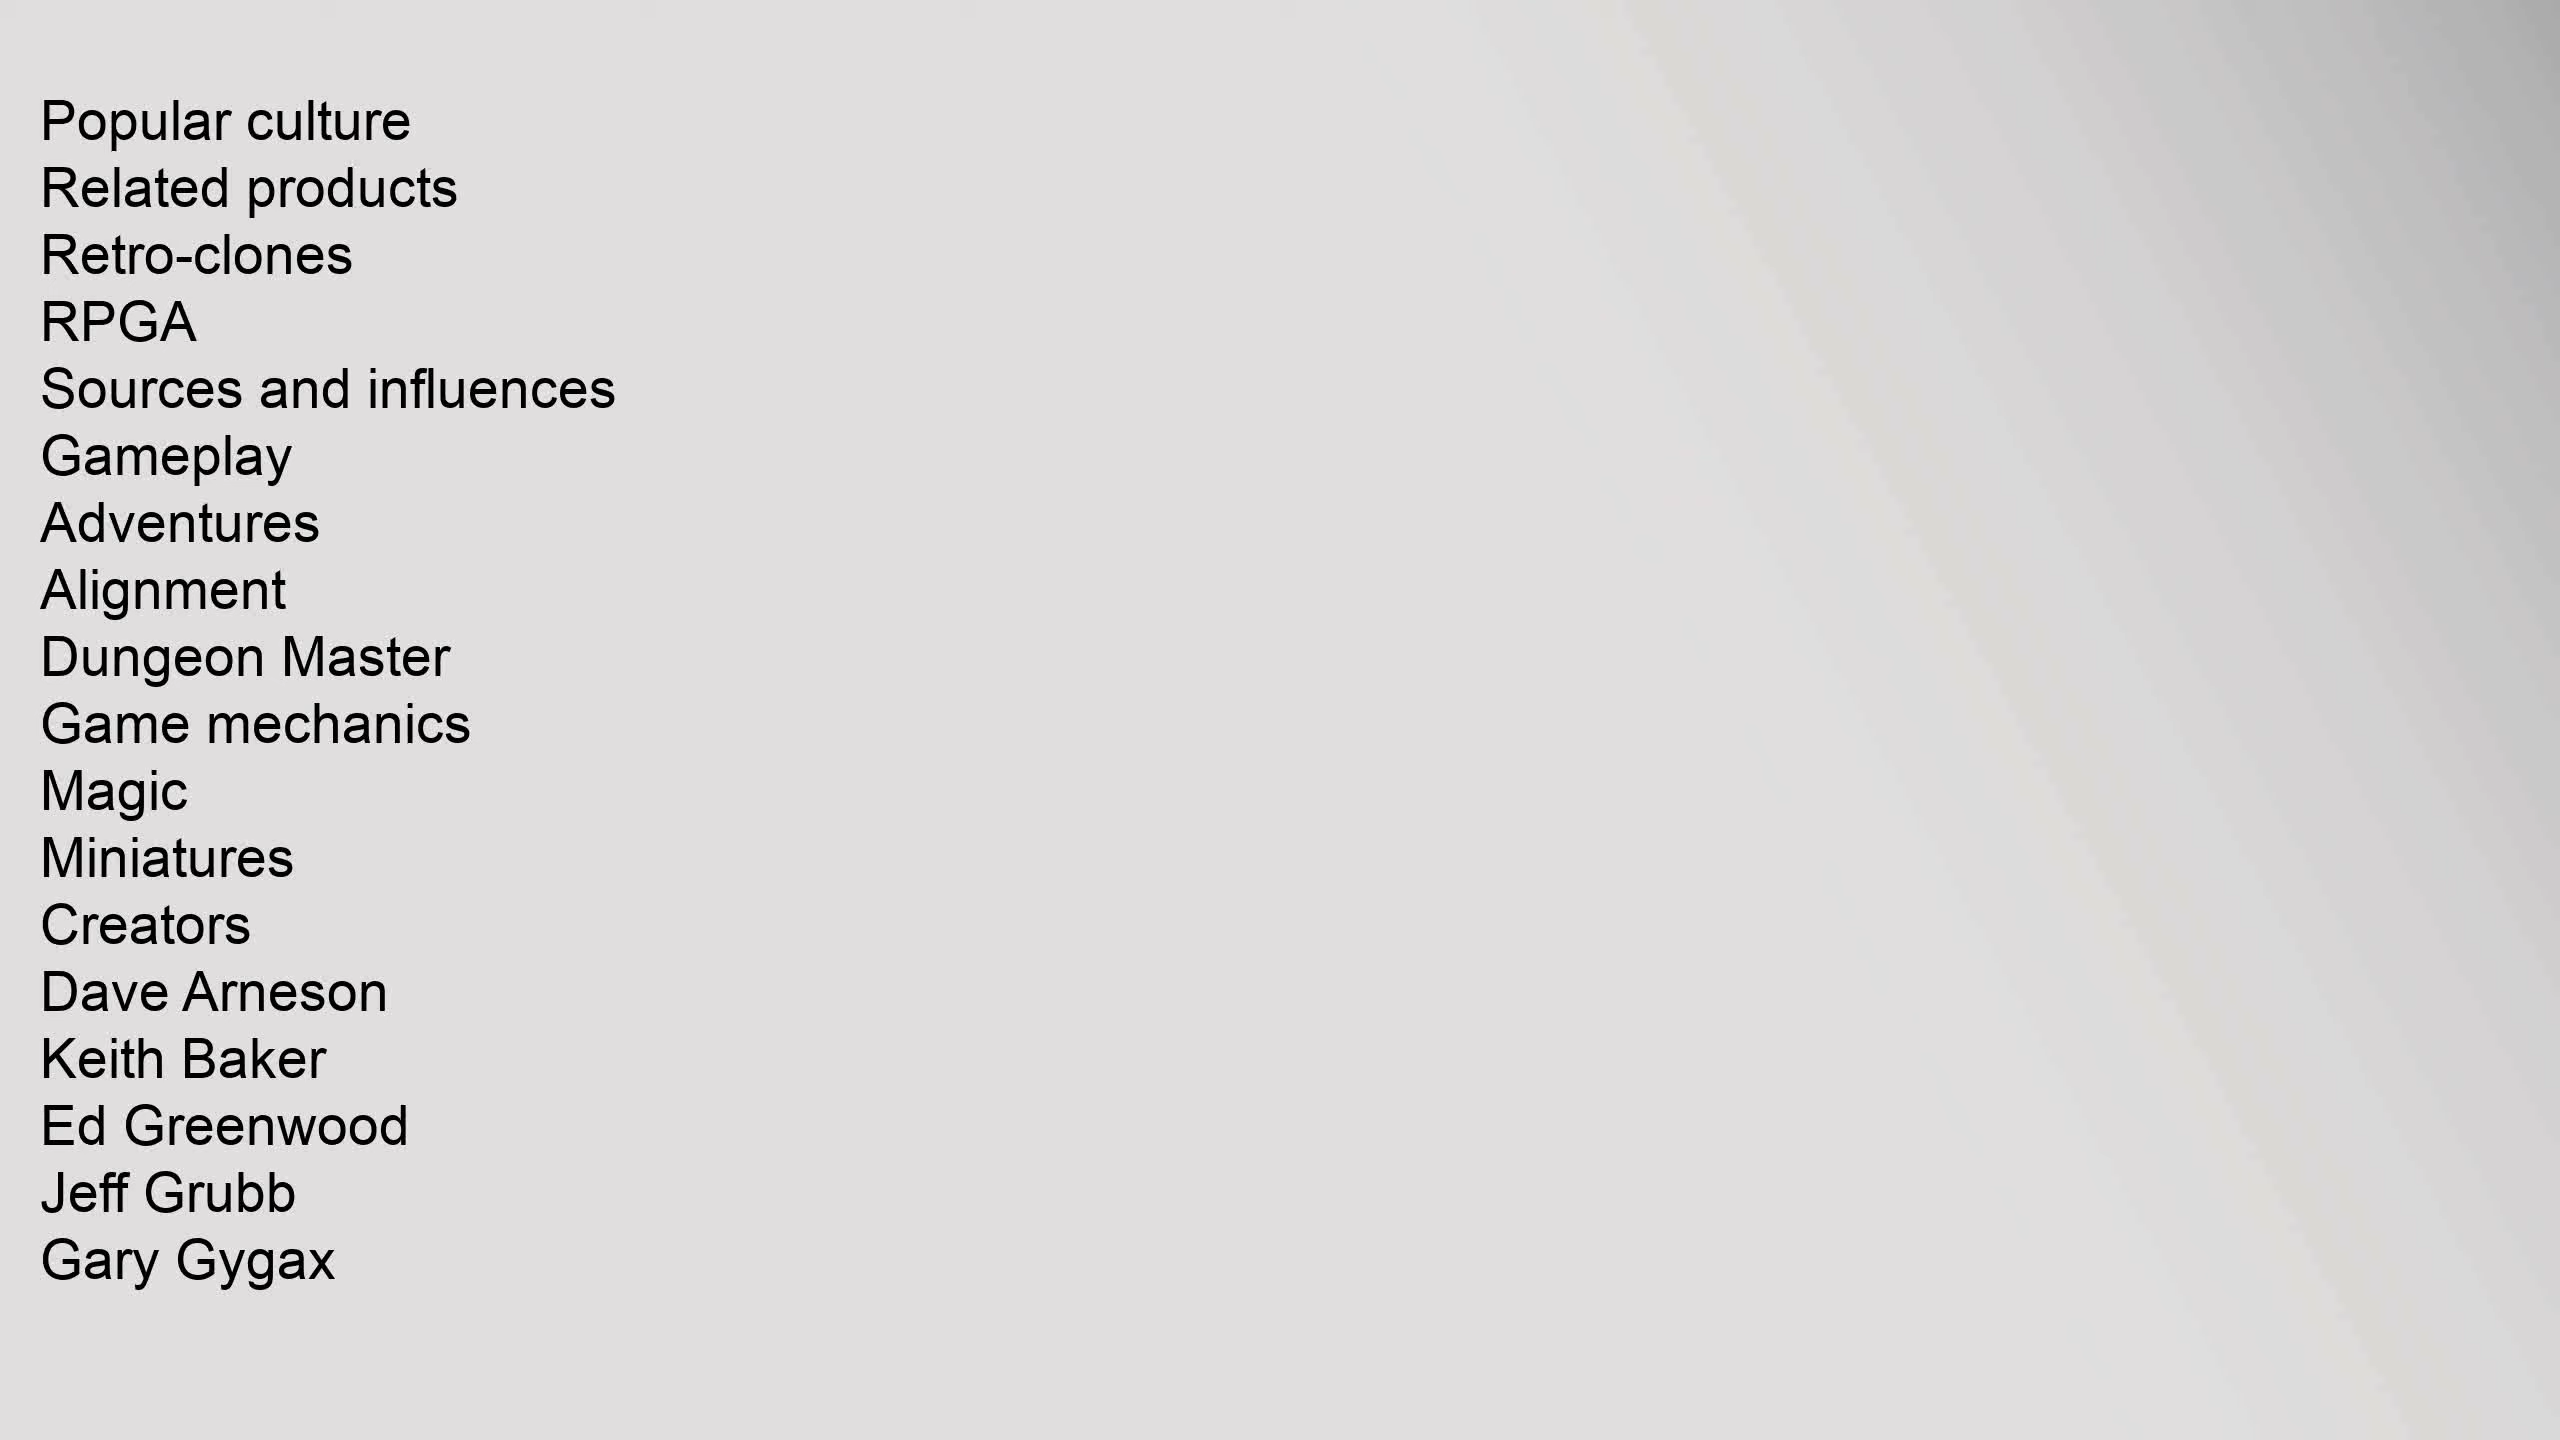 Popular culture
Related products
Retro-clones
RPGA
Sources and influences
Gameplay
Adventures
Alignment
Dungeon Master
Game mechanics
Magic
Miniatures
Creators
Dave Arneson
Keith Baker
Ed Greenwood
Jeff Grubb
Gary Gygax